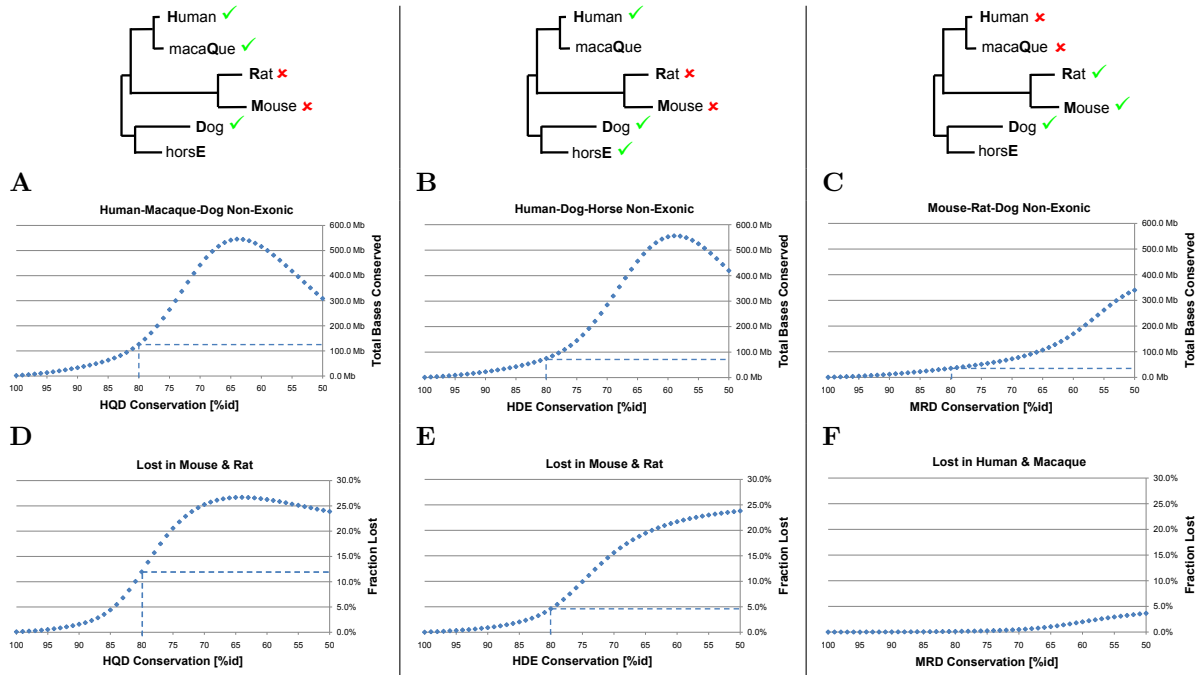 Human ✓
macaQue ✓
Rat ✘
Mouse ✘
Dog ✓
horsE
A
Human-Macaque-Dog Non-Exonic
600.0 Mb
500.0 Mb
400.0 Mb
300.0 Mb
200.0 Mb
100.0 Mb
0.0 Mb
Total Bases Conserved
100 95 90 85 80 75 70 65 60 55 50
HQD Conservation [%id]
D
Lost in Mouse & Rat
30.0%
25.0%
20.0%
15.0%
10.0%
5.0%
0.0%
Fraction Lost
100 95 90 85 80 75 70 65 60 55 50
HQD Conservation [%id]
Human ✓
macaQue
Rat ✘
Mouse ✘
Dog ✓
horsE ✓
B
Human-Dog-Horse Non-Exonic
600.0 Mb
500.0 Mb
400.0 Mb
300.0 Mb
200.0 Mb
100.0 Mb
0.0 Mb
Total Bases Conserved
100 95 90 85 80 75 70 65 60 55 50
HDE Conservation [%id]
E
Lost in Mouse & Rat
30.0%
25.0%
20.0%
15.0%
10.0%
5.0%
0.0%
Fraction Lost
100 95 90 85 80 75 70 65 60 55 50
HDE Conservation [%id]
Human ✘
macaQue ✘
Rat ✓
Mouse ✓
Dog ✓
horsE
C
Mouse-Rat-Dog Non-Exonic
600.0 Mb
500.0 Mb
400.0 Mb
300.0 Mb
200.0 Mb
100.0 Mb
0.0 Mb
Total Bases Conserved
100 95 90 85 80 75 70 65 60 55 50
MRD Conservation [%id]
F
Lost in Human & Macaque
30.0%
25.0%
20.0%
15.0%
10.0%
5.0%
0.0%
Fraction Lost
100 95 90 85 80 75 70 65 60 55 50
MRD Conservation [%id]